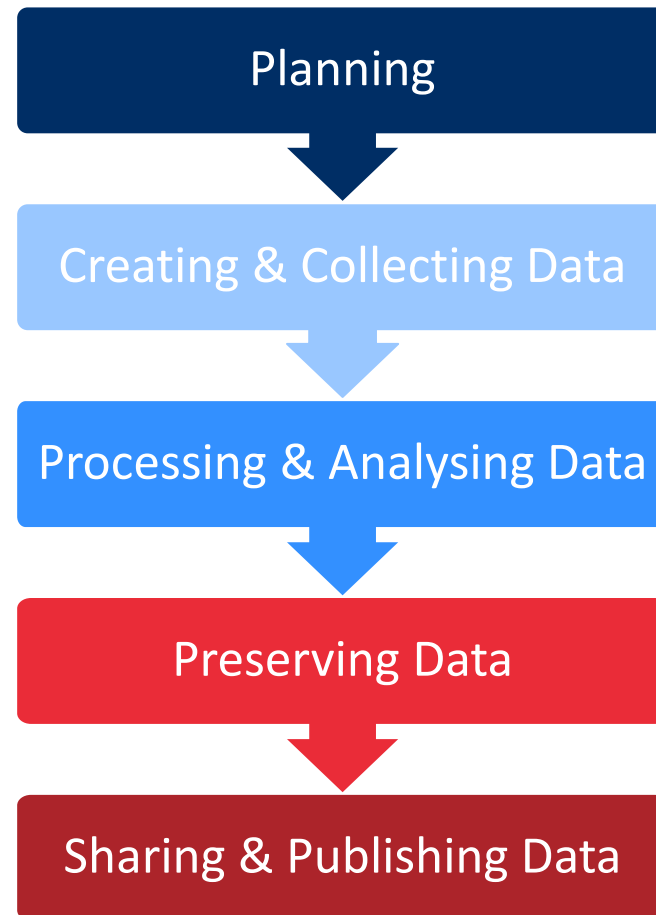 Planning
Creating & Collecting Data
Processing & Analysing Data
Preserving Data
Sharing & Publishing Data